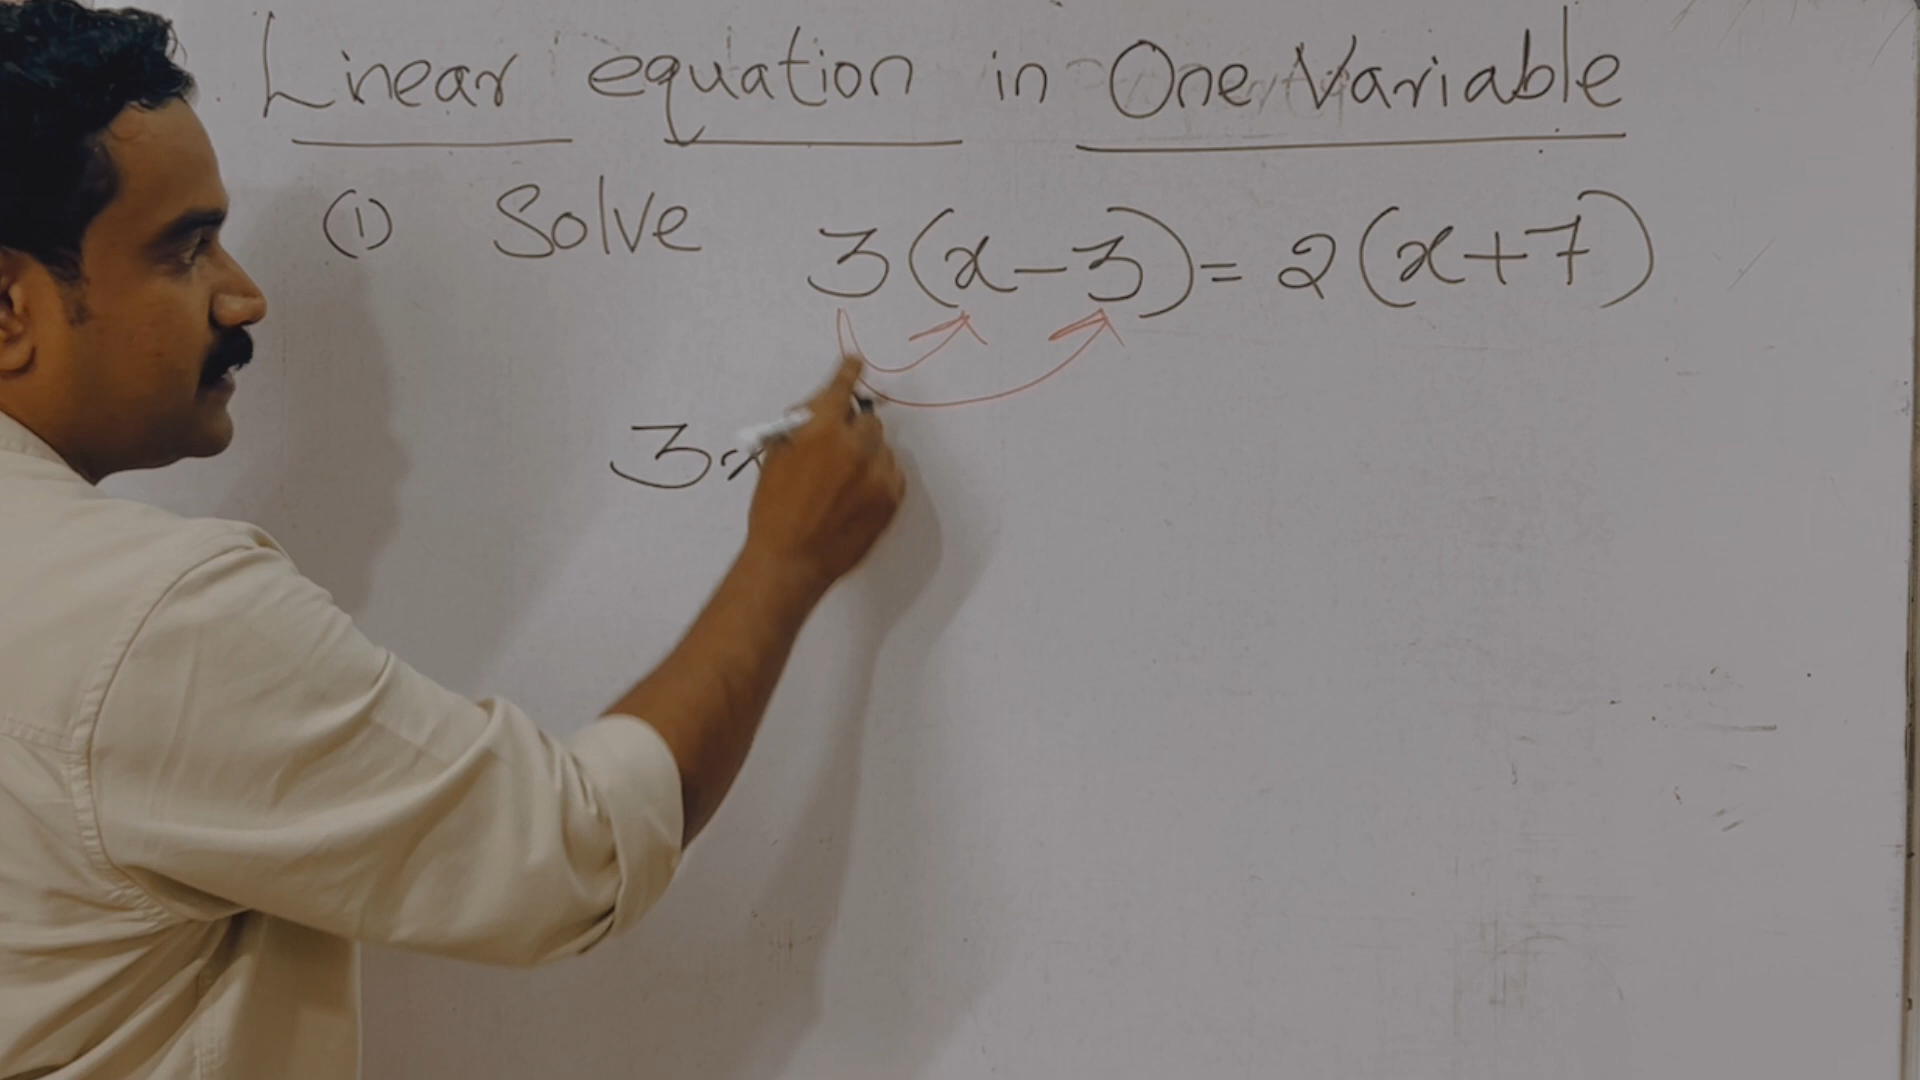 Linear equation in One Variable
① Solve 3(x-3)= 2(x+7)
3x